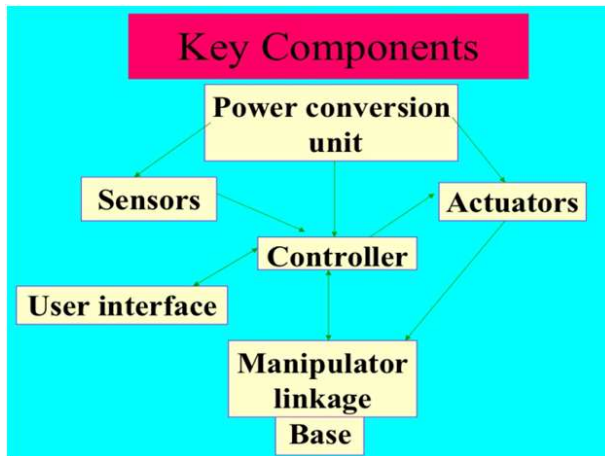 Key Components
Power conversion
unit
Sensors
Actuators
Controller
User interface
Manipulator
linkage
Base